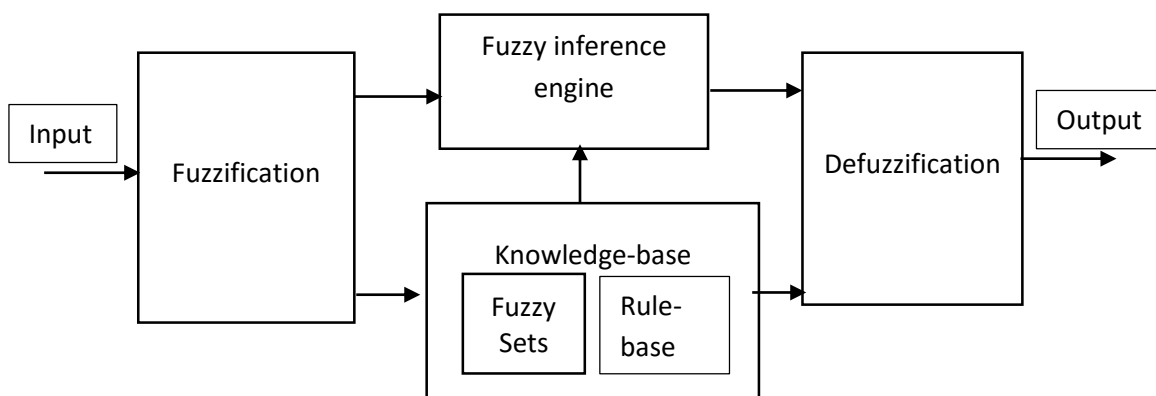 Input
Fuzzification
Fuzzy inference
engine
Knowledge-base
Fuzzy
Sets
Rule-
base
Defuzzification
Output